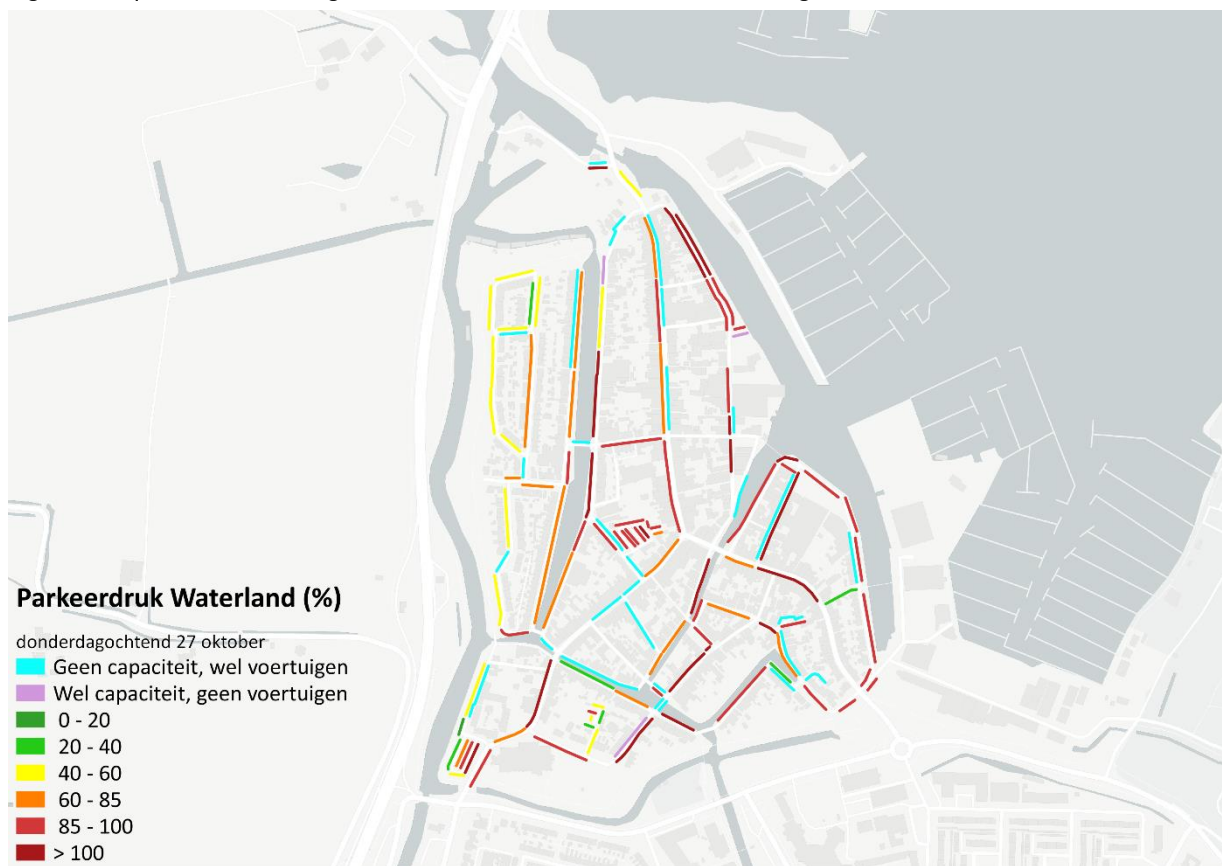 Parkeerdruk Waterland (%)
donderdagochtend 27 oktober
Geen capaciteit, wel voertuigen
Wel capaciteit, geen voertuigen
0 - 20
20 - 40
40 - 60
60 - 85
85 - 100
> 100